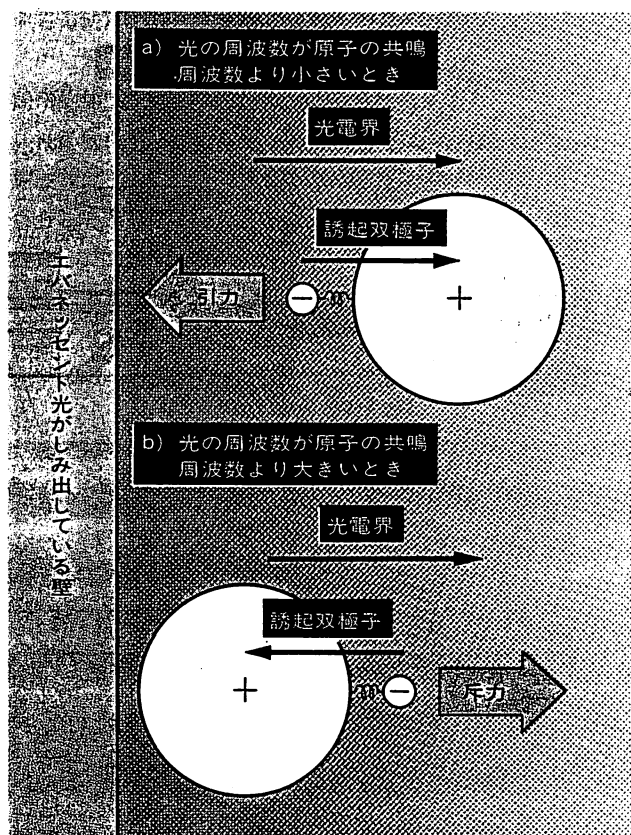 エバネッセント光がしみ出している壁
a) 光の周波数が原子の共鳴
周波数より小さいとき
光電界
誘起双極子
引力
−
+
b) 光の周波数が原子の共鳴
周波数より大きいとき
光電界
誘起双極子
+
−
斥力